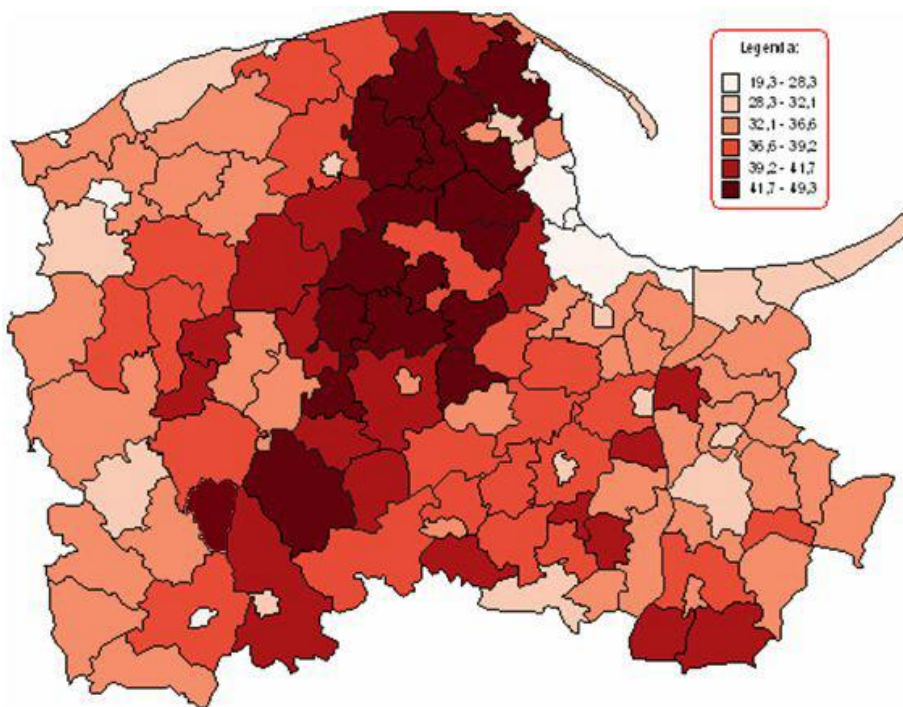 Legenda:
19,3 - 28,3
28,3 - 32,1
32,1 - 36,6
36,6 - 39,2
39,2 - 41,7
41,7 - 49,3